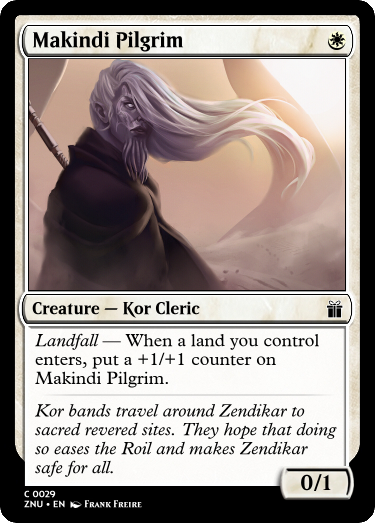 Makindi Pilgrim
Creature — Kor Cleric
Landfall — When a land you control
enters, put a +1/+1 counter on
Makindi Pilgrim.
Kor bands travel around Zendikar to
sacred revered sites. They hope that doing
so eases the Roil and makes Zendikar
safe for all.
0/1
C 0029
ZNU • EN Frank Freire